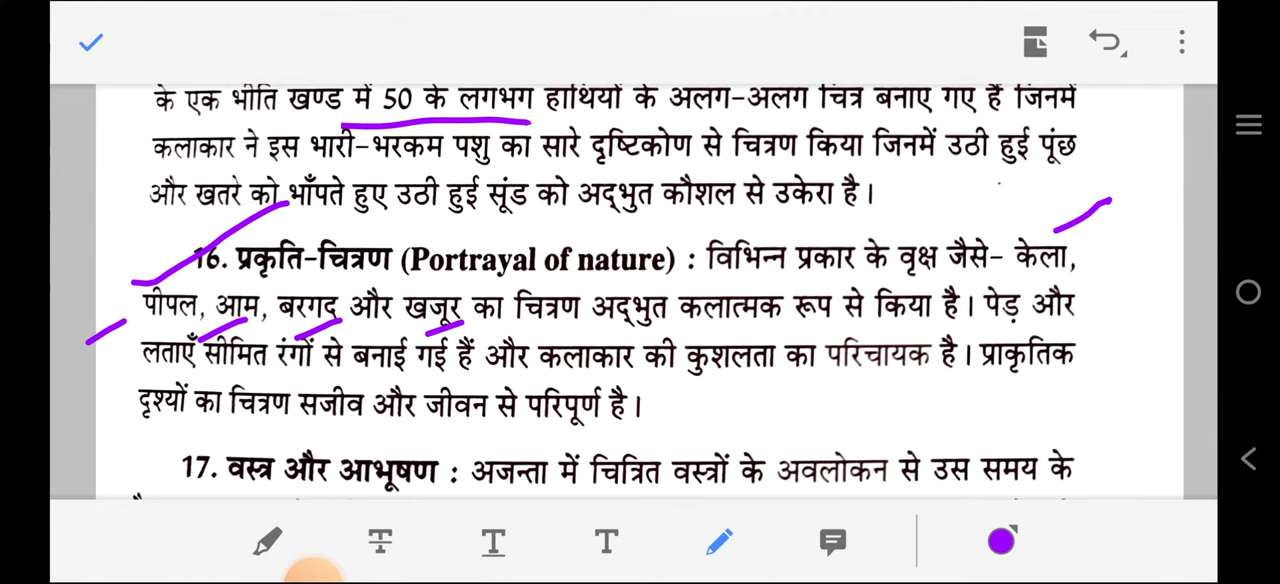 के एक भीति खण्ड में 50 के लगभग हाथियों के अलग-अलग चित्र बनाए गए हैं जिनमें
कलाकार ने इस भारी-भरकम पशु का सारे दृष्टिकोण से चित्रण किया जिनमें उठी हुई पूंछ
और खतरे को भाँपते हुए उठी हुई सूंड को अद्भुत कौशल से उकेरा है।
16. प्रकृति-चित्रण (Portrayal of nature) : विभिन्न प्रकार के वृक्ष जैसे- केला,
पीपल, आम, बरगद और खजूर का चित्रण अद्भुत कलात्मक रूप से किया है। पेड़ और
लताएँ सीमित रंगों से बनाई गई हैं और कलाकार की कुशलता का परिचायक है। प्राकृतिक
दृश्यों का चित्रण सजीव और जीवन से परिपूर्ण है।
17. वस्त्र और आभूषण : अजन्ता में चित्रित वस्त्रों के अवलोकन से उस समय के
T T T